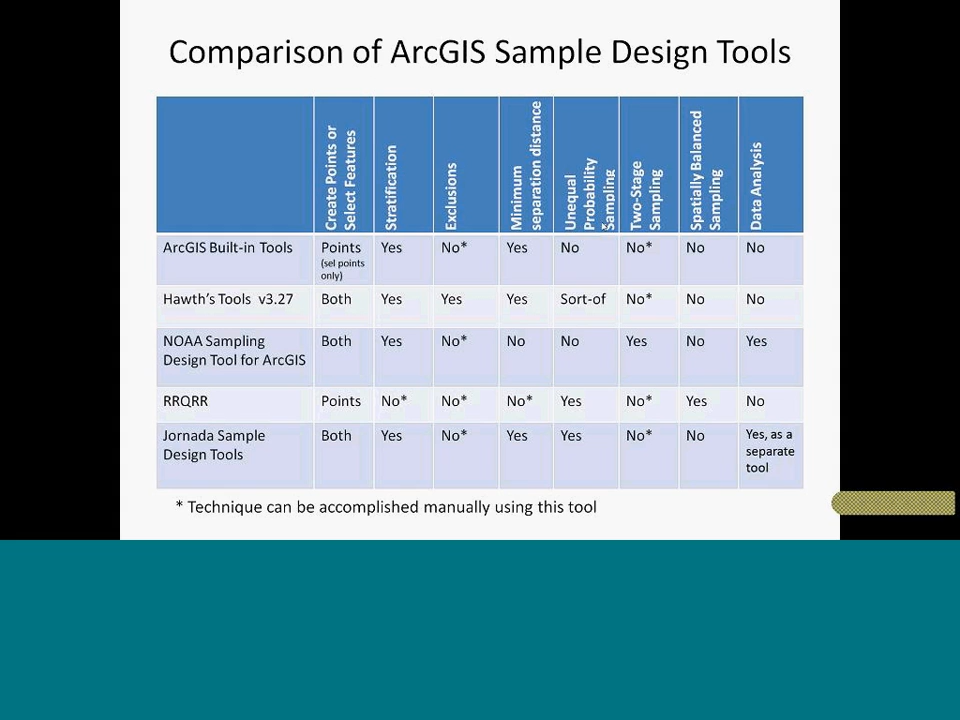 Comparison of ArcGIS Sample Design Tools
Create Points or
Select Features
Stratification
Exclusions
Minimum
separation distance
Unequal
Probability
Sampling
Two-Stage
Sampling
Spatially Balanced
Sampling
Data Analysis
ArcGIS Built-in Tools Points Yes No* Yes No No* No No
(sel points
only)
Hawth's Tools v3.27 Both Yes Yes Yes Sort-of No* No No
NOAA Sampling Both Yes No* No No Yes No Yes
Design Tool for ArcGIS
RRQRR Points No* No* No* Yes No* Yes No
Jornada Sample Both Yes No* Yes Yes No* No Yes, as a
Design Tools separate
tool
* Technique can be accomplished manually using this tool